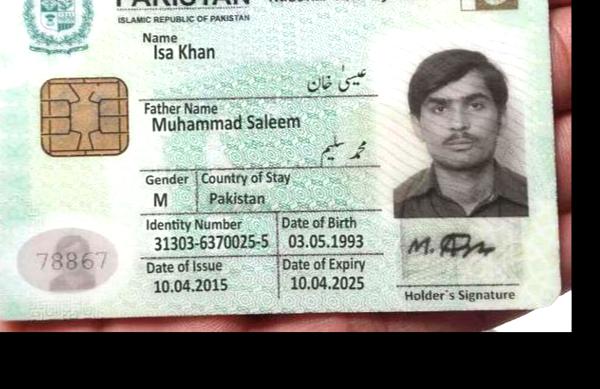 PAKISTAN
ISLAMIC REPUBLIC OF PAKISTAN
Name
Isa Khan
عیسیٰ خان
Father Name
Muhammad Saleem
محمد سلیم
Gender Country of Stay
M Pakistan
Identity Number Date of Birth
31303-6370025-5 03.05.1993
78867
Date of Issue Date of Expiry
10.04.2015 10.04.2025
Holder's Signature